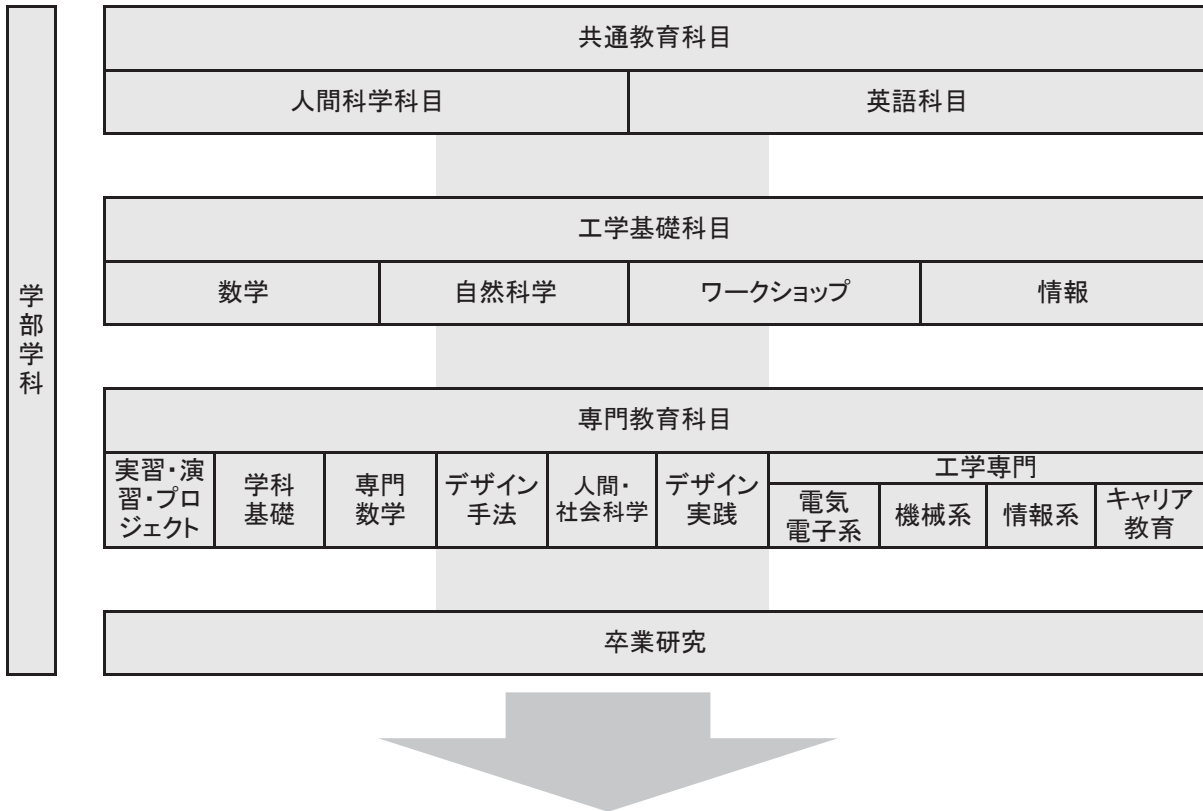 学部学科
共通教育科目
人間科学科目
英語科目
工学基礎科目
数学
自然科学
ワークショップ
情報
専門教育科目
実習・演
習・プロ
ジェクト
学科
基礎
専門
数学
デザイン
手法
人間・
社会科学
デザイン
実践
工学専門
電気
電子系
機械系
情報系
キャリア
教育
卒業研究